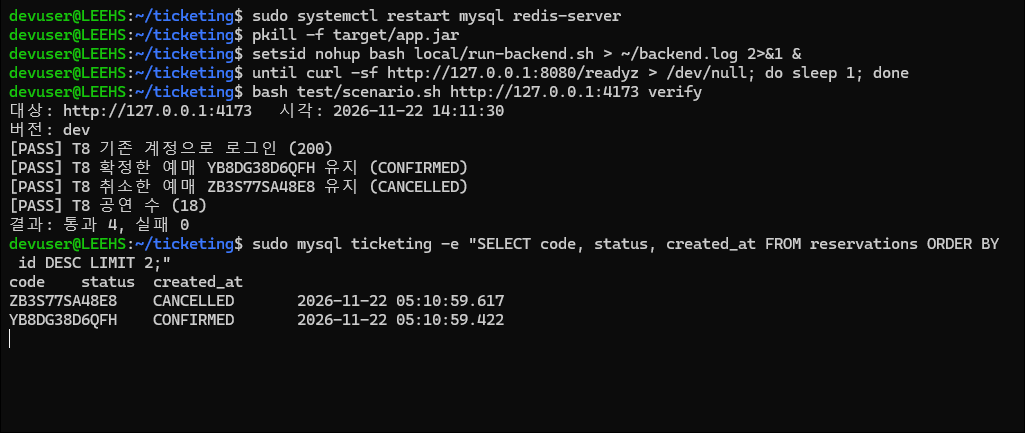 devuser@LEEHS:~/ticketing$ sudo systemctl restart mysql redis-server
devuser@LEEHS:~/ticketing$ pkill -f target/app.jar
devuser@LEEHS:~/ticketing$ setsid nohup bash local/run-backend.sh > ~/backend.log 2>&1 &
devuser@LEEHS:~/ticketing$ until curl -sf http://127.0.0.1:8080/readyz > /dev/null; do sleep 1; done
devuser@LEEHS:~/ticketing$ bash test/scenario.sh http://127.0.0.1:4173 verify
대상: http://127.0.0.1:4173   시각: 2026-11-22 14:11:30
버전: dev
[PASS] T8 기존 계정으로 로그인 (200)
[PASS] T8 확정한 예매 YB8DG38D6QFH 유지 (CONFIRMED)
[PASS] T8 취소한 예매 ZB3S77SA48E8 유지 (CANCELLED)
[PASS] T8 공연 수 (18)
결과: 통과 4, 실패 0
devuser@LEEHS:~/ticketing$ sudo mysql ticketing -e "SELECT code, status, created_at FROM reservations ORDER BY
 id DESC LIMIT 2;"
code    status  created_at
ZB3S77SA48E8    CANCELLED       2026-11-22 05:10:59.617
YB8DG38D6QFH    CONFIRMED       2026-11-22 05:10:59.422